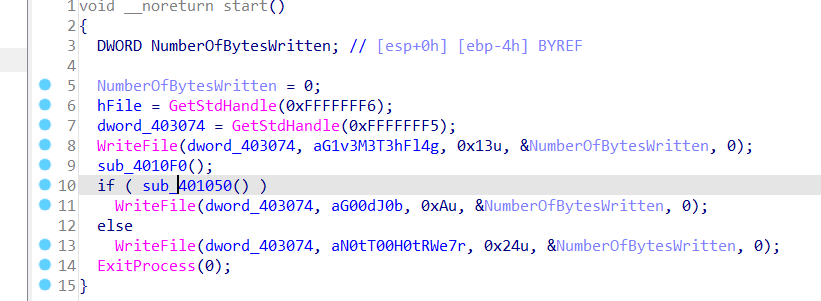 1 void __noreturn start()
2 {
3 DWORD NumberOfBytesWritten; // [esp+0h] [ebp-4h] BYREF
4
5 NumberOfBytesWritten = 0;
6 hFile = GetStdHandle(0xFFFFFFF6);
7 dword_403074 = GetStdHandle(0xFFFFFFF5);
8 WriteFile(dword_403074, aG1v3M3T3hFl4g, 0x13u, &NumberOfBytesWritten, 0);
9 sub_4010F0();
10 if ( sub_401050() )
11 WriteFile(dword_403074, aG00dJ0b, 0xAu, &NumberOfBytesWritten, 0);
12 else
13 WriteFile(dword_403074, aN0tT00H0tRWe7r, 0x24u, &NumberOfBytesWritten, 0);
14 ExitProcess(0);
15 }